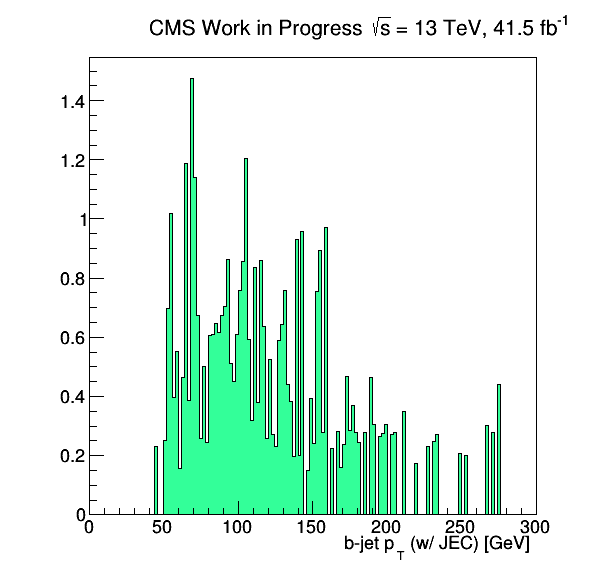 CMS Work in Progress √s = 13 TeV, 41.5 fb⁻¹
1.4
1.2
1
0.8
0.6
0.4
0.2
0
0 50 100 150 200 250 300
b-jet p_T (w/ JEC) [GeV]